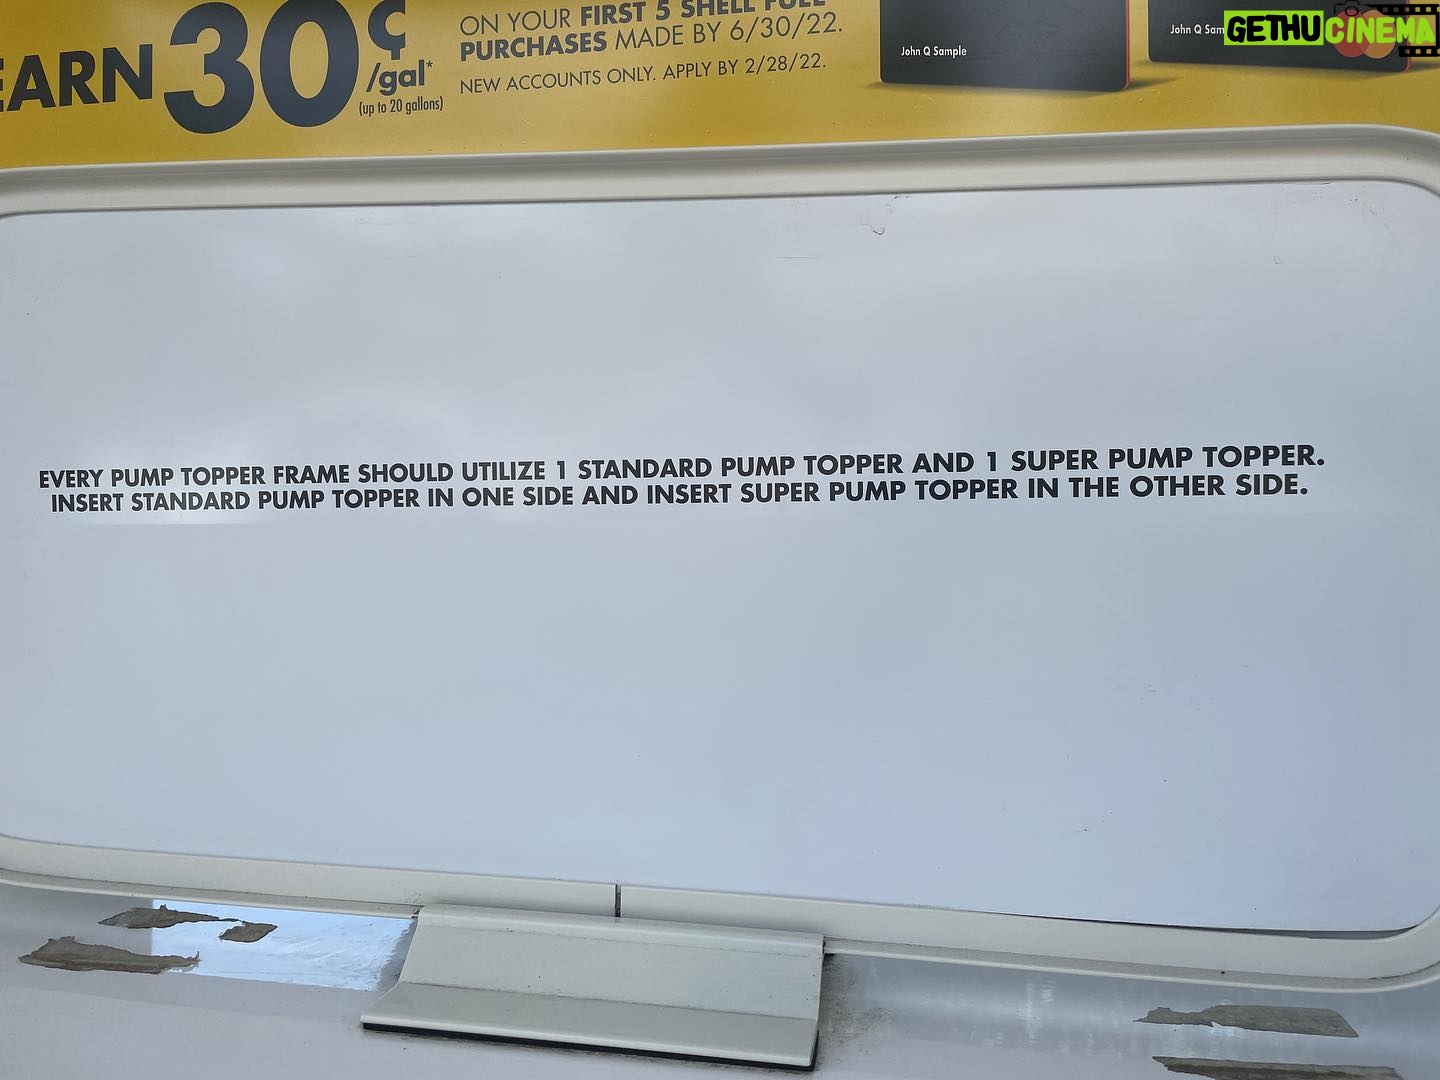 EARN 30¢ /gal*
(up to 20 gallons)
ON YOUR FIRST 5 SHELL FUEL
PURCHASES MADE BY 6/30/22.
NEW ACCOUNTS ONLY. APPLY BY 2/28/22.
John Q Sample
John Q Sam
GETHUCINEMA
EVERY PUMP TOPPER FRAME SHOULD UTILIZE 1 STANDARD PUMP TOPPER AND 1 SUPER PUMP TOPPER.
INSERT STANDARD PUMP TOPPER IN ONE SIDE AND INSERT SUPER PUMP TOPPER IN THE OTHER SIDE.